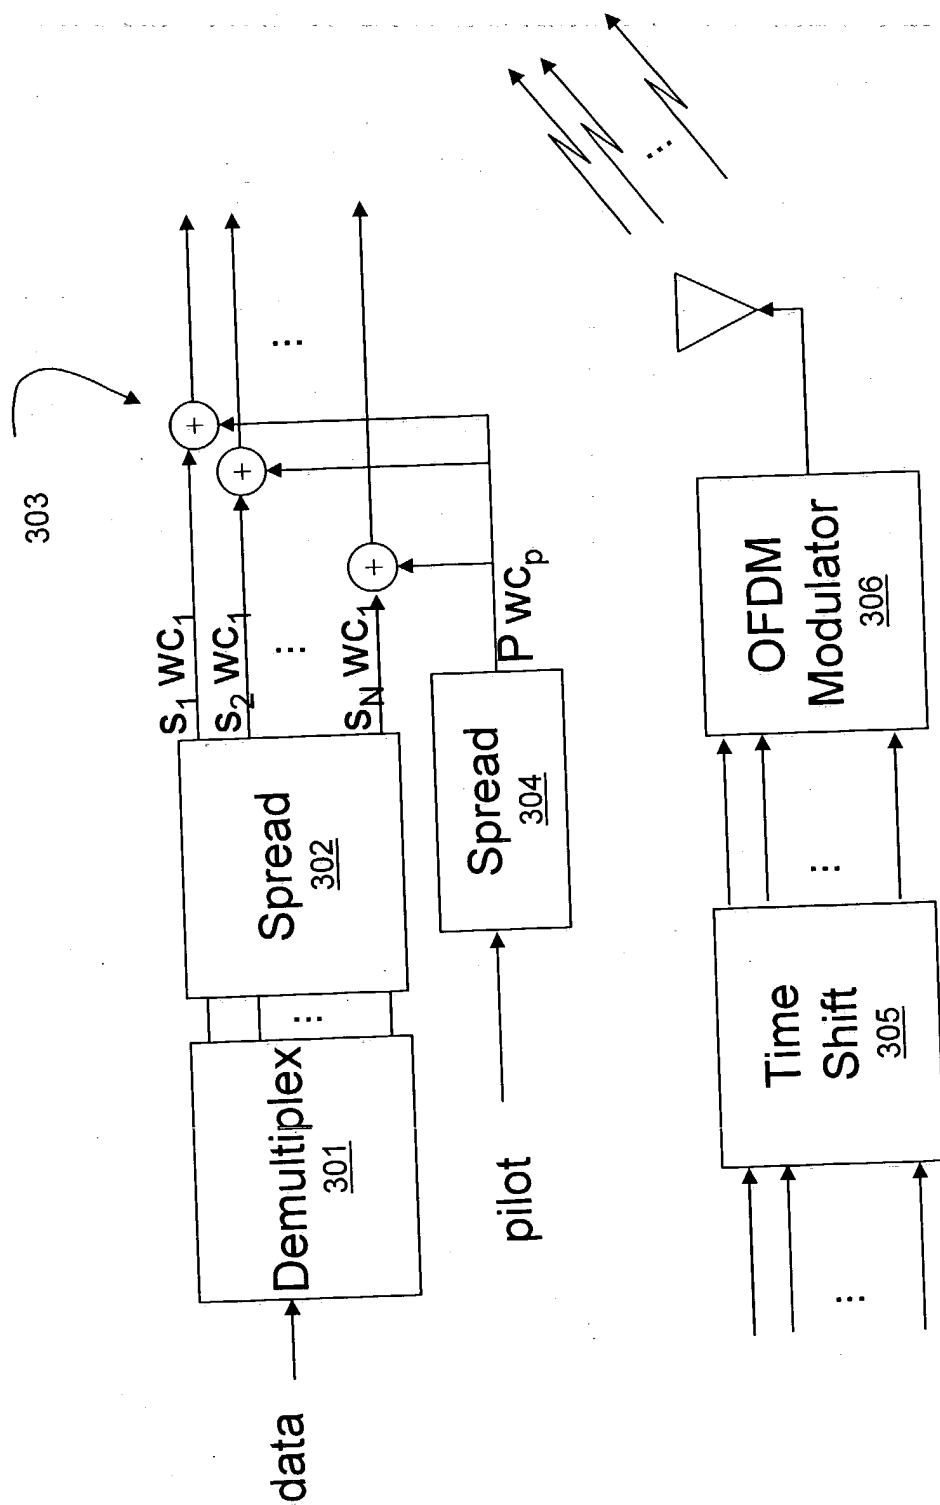 303
s1 wc1
s2 wc1
...
...
sN wc1
data
Demultiplex
301
...
Spread
302
pilot
Spread
304
P wcp
...
Time
Shift
305
...
OFDM
Modulator
306
...